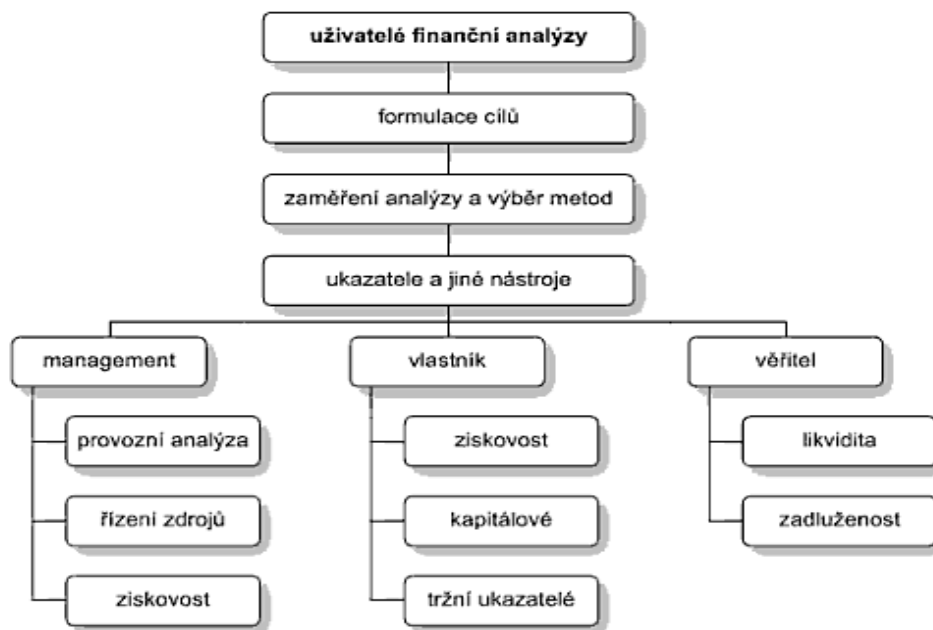 uživatelé finanční analýzy
formulace cílů
zaměření analýzy a výběr metod
ukazatele a jiné nástroje
management
vlastník
věřitel
provozní analýza
ziskovost
likvidita
řízení zdrojů
kapitálové
zadluženost
ziskovost
tržní ukazatelé